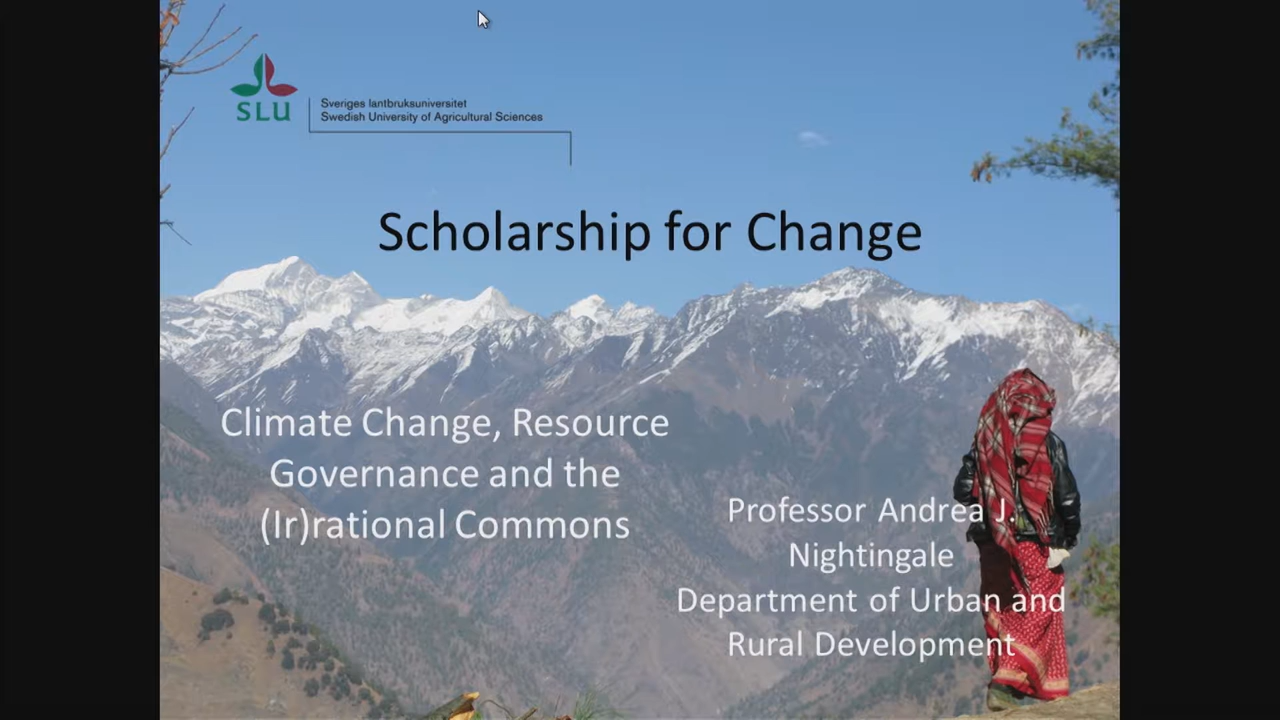 SLU
Sveriges lantbruksuniversitet
Swedish University of Agricultural Sciences
Scholarship for Change
Climate Change, Resource
Governance and the
(Ir)rational Commons
Professor Andrea J.
Nightingale
Department of Urban and
Rural Development